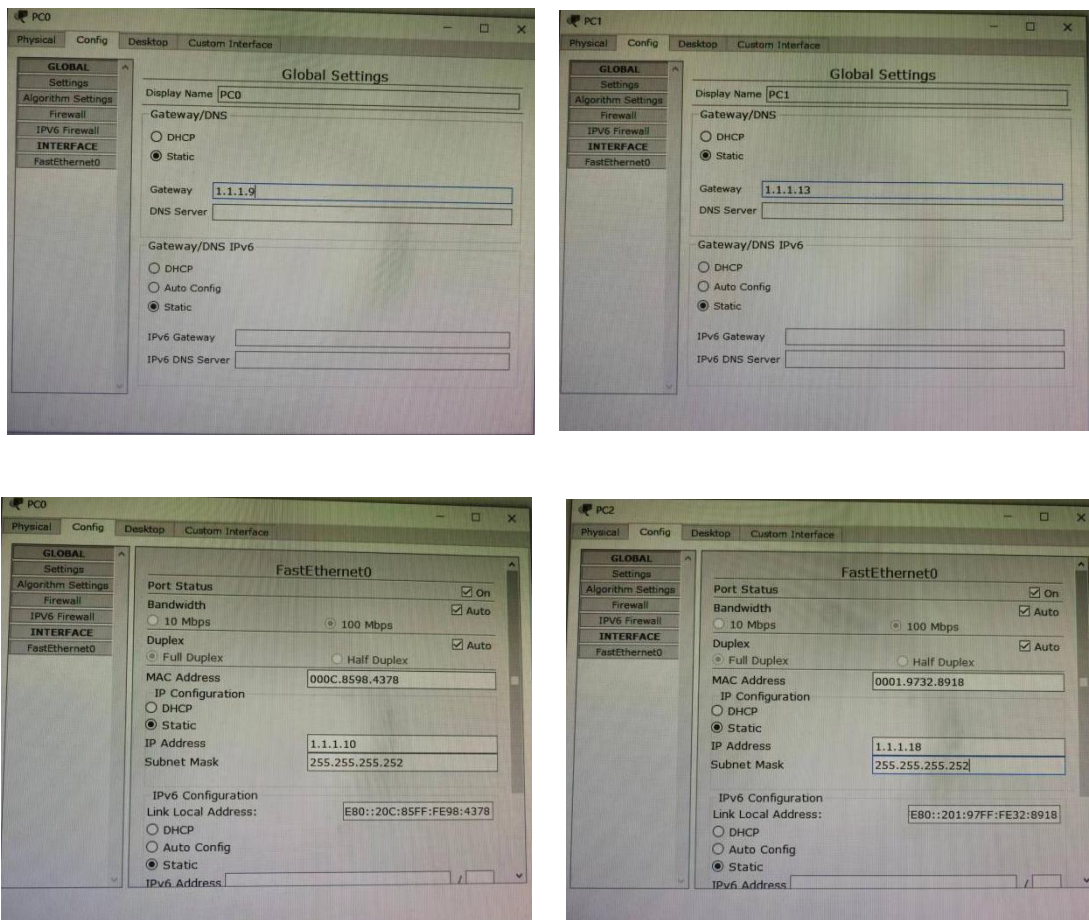 PC0
Physical Config Desktop Custom Interface
GLOBAL
Settings
Algorithm Settings
Firewall
IPV6 Firewall
INTERFACE
FastEthernet0
Global Settings
Display Name PC0
Gateway/DNS
DHCP
Static
Gateway 1.1.1.9
DNS Server
Gateway/DNS IPv6
DHCP
Auto Config
Static
IPv6 Gateway
IPv6 DNS Server
PC1
Physical Config Desktop Custom Interface
GLOBAL
Settings
Algorithm Settings
Firewall
IPV6 Firewall
INTERFACE
FastEthernet0
Global Settings
Display Name PC1
Gateway/DNS
DHCP
Static
Gateway 1.1.1.13
DNS Server
Gateway/DNS IPv6
DHCP
Auto Config
Static
IPv6 Gateway
IPv6 DNS Server
PC0
Physical Config Desktop Custom Interface
GLOBAL
Settings
Algorithm Settings
Firewall
IPV6 Firewall
INTERFACE
FastEthernet0
FastEthernet0
Port Status On
Bandwidth Auto
10 Mbps 100 Mbps
Duplex Auto
Full Duplex Half Duplex
MAC Address 000C.8598.4378
IP Configuration
DHCP
Static
IP Address 1.1.1.10
Subnet Mask 255.255.255.252
IPv6 Configuration
Link Local Address: E80::20C:85FF:FE98:4378
DHCP
Auto Config
Static
IPv6 Address /
PC2
Physical Config Desktop Custom Interface
GLOBAL
Settings
Algorithm Settings
Firewall
IPV6 Firewall
INTERFACE
FastEthernet0
FastEthernet0
Port Status On
Bandwidth Auto
10 Mbps 100 Mbps
Duplex Auto
Full Duplex Half Duplex
MAC Address 0001.9732.8918
IP Configuration
DHCP
Static
IP Address 1.1.1.18
Subnet Mask 255.255.255.252
IPv6 Configuration
Link Local Address: E80::201:97FF:FE32:8918
DHCP
Auto Config
Static
IPv6 Address /